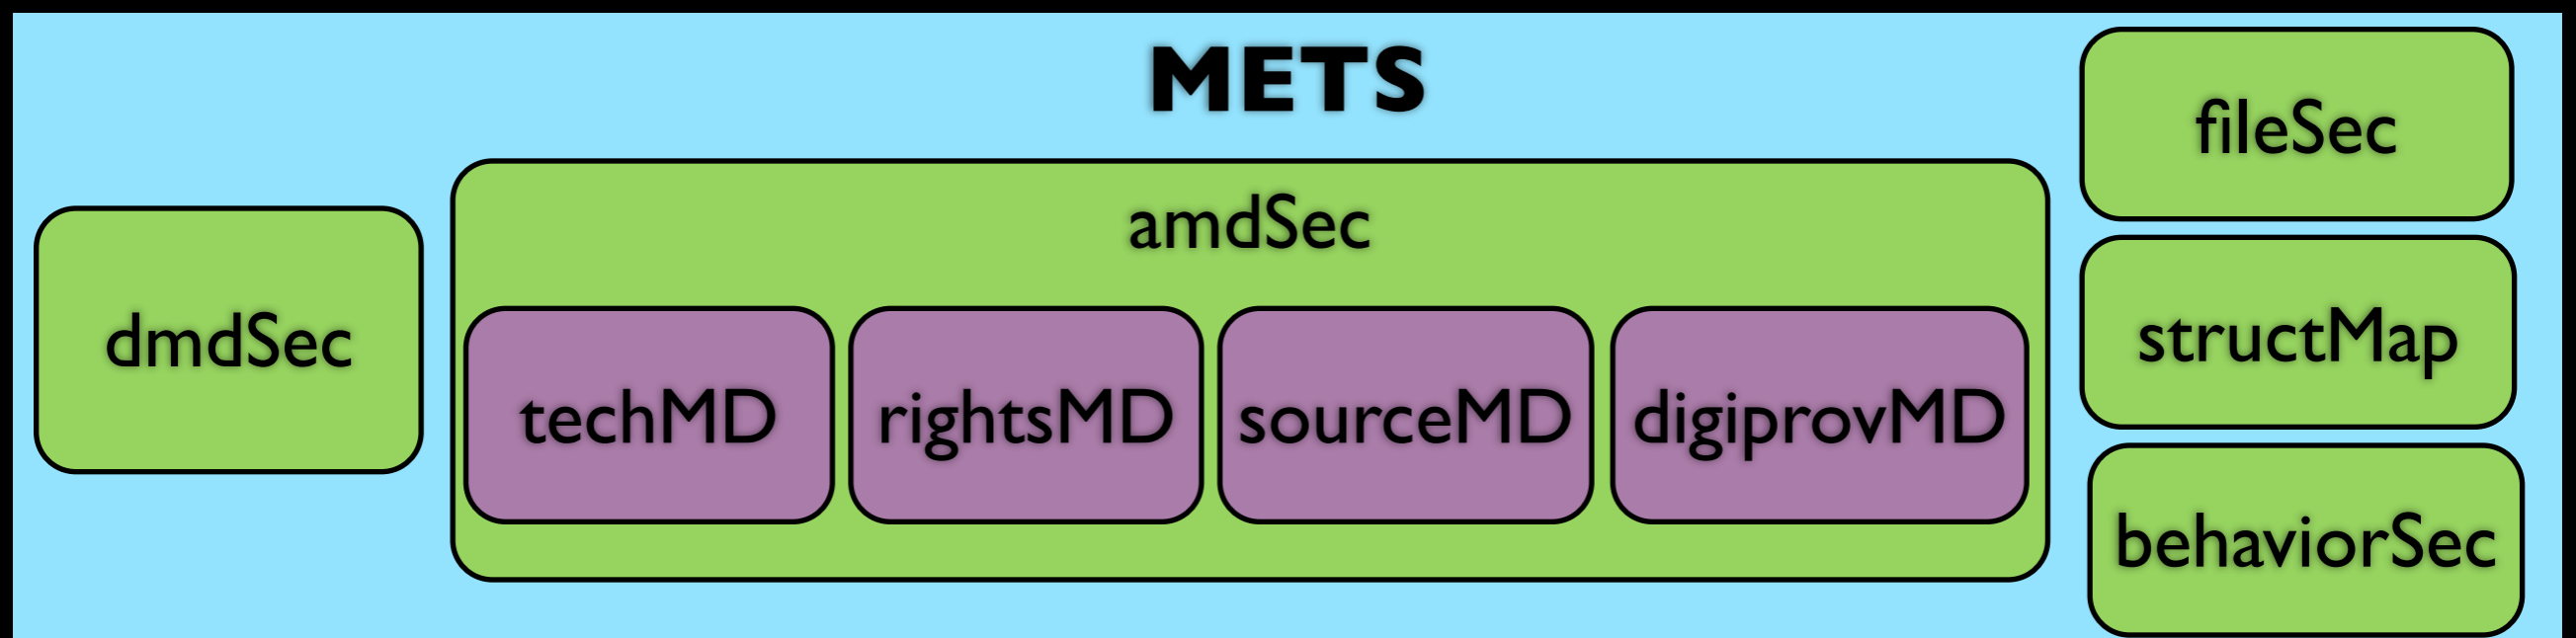 METS
dmdSec
amdSec
techMD
rightsMD
sourceMD
digiprovMD
fileSec
structMap
behaviorSec